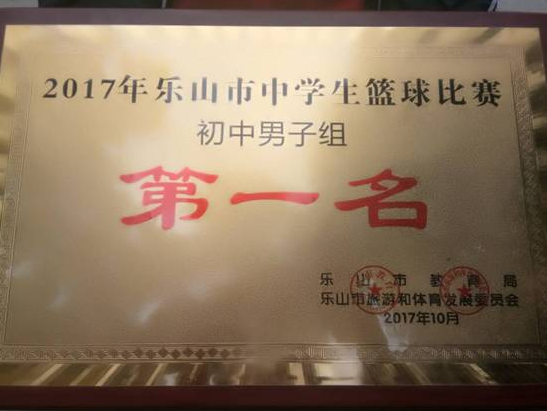 2017年乐山市中学生篮球比赛
初中男子组
第一名
乐山市教育局
乐山市旅游和体育发展委员会
2017年10月